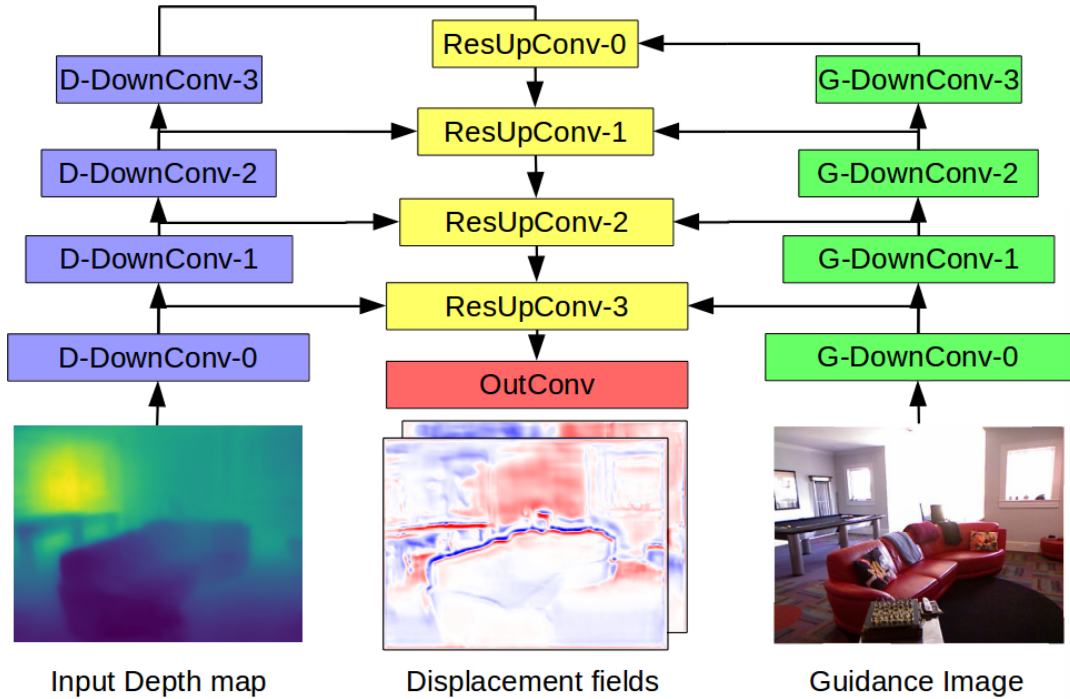 ResUpConv-0
D-DownConv-3
G-DownConv-3
ResUpConv-1
D-DownConv-2
G-DownConv-2
ResUpConv-2
D-DownConv-1
G-DownConv-1
ResUpConv-3
D-DownConv-0
G-DownConv-0
OutConv
Input Depth map
Displacement fields
Guidance Image